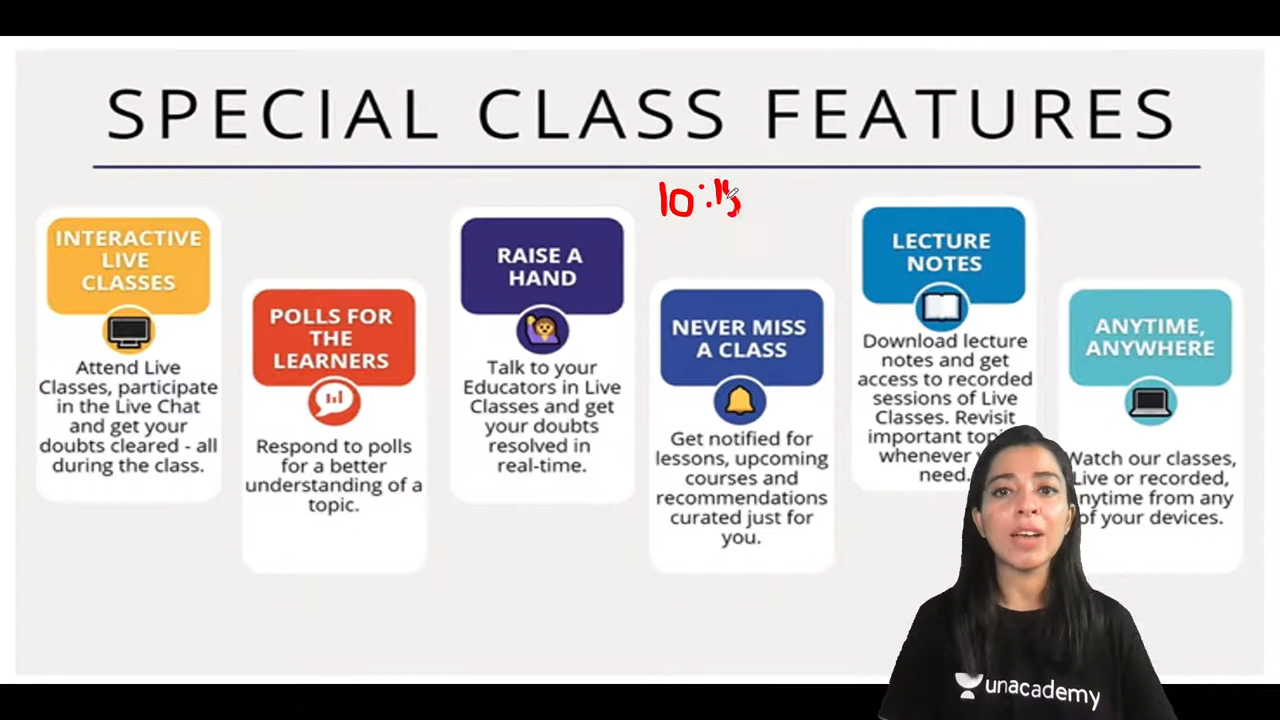 SPECIAL CLASS FEATURES
10:15
INTERACTIVE
LIVE
CLASSES
Attend Live
Classes, participate
in the Live Chat
and get your
doubts cleared - all
during the class.
POLLS FOR
THE
LEARNERS
Respond to polls
for a better
understanding of a
topic.
RAISE A
HAND
Talk to your
Educators in Live
Classes and get
your doubts
resolved in
real-time.
NEVER MISS
A CLASS
Get notified for
lessons, upcoming
courses and
recommendations
curated just for
you.
LECTURE
NOTES
Download lecture
notes and get
access to recorded
sessions of Live
Classes. Revisit
important
whenever
need.
ANYTIME,
ANYWHERE
Watch our classes,
Live or recorded,
anytime from any
of your devices.
unacademy